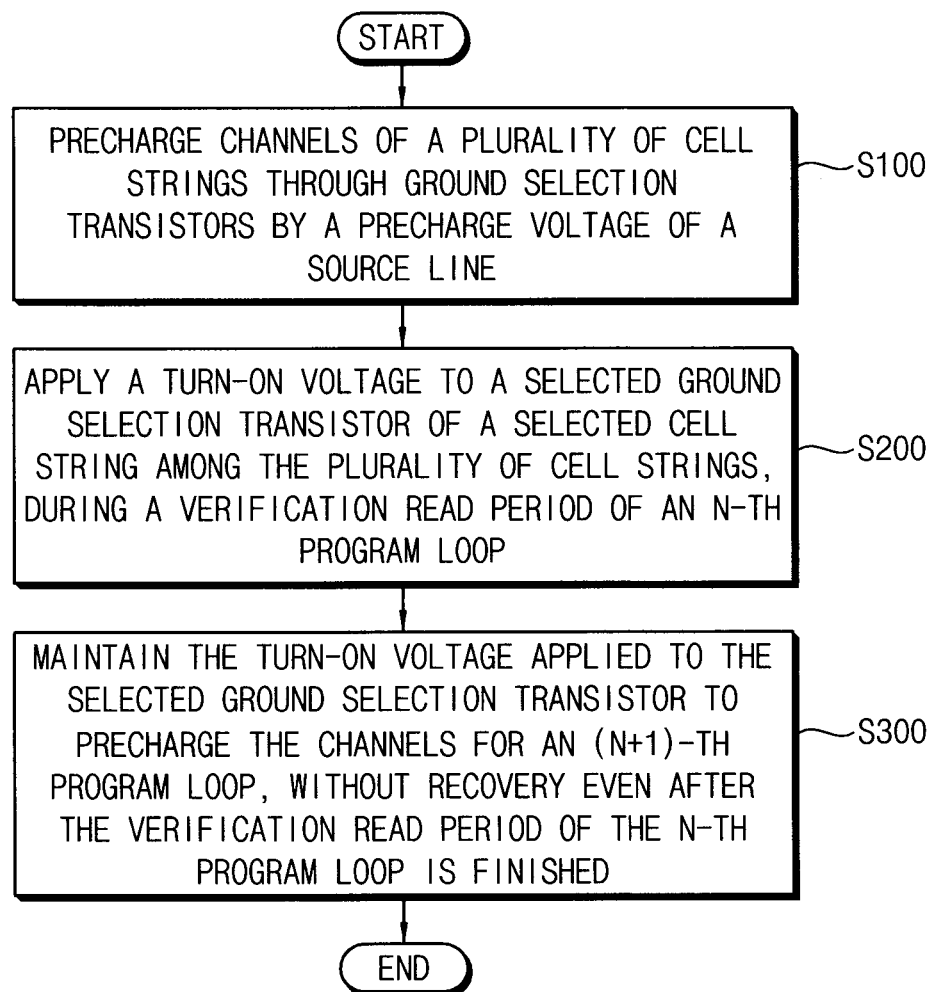 START
PRECHARGE CHANNELS OF A PLURALITY OF CELL
STRINGS THROUGH GROUND SELECTION
TRANSISTORS BY A PRECHARGE VOLTAGE OF A
SOURCE LINE
S100
APPLY A TURN-ON VOLTAGE TO A SELECTED GROUND
SELECTION TRANSISTOR OF A SELECTED CELL
STRING AMONG THE PLURALITY OF CELL STRINGS,
DURING A VERIFICATION READ PERIOD OF AN N-TH
PROGRAM LOOP
S200
MAINTAIN THE TURN-ON VOLTAGE APPLIED TO THE
SELECTED GROUND SELECTION TRANSISTOR TO
PRECHARGE THE CHANNELS FOR AN (N+1)-TH
PROGRAM LOOP, WITHOUT RECOVERY EVEN AFTER
THE VERIFICATION READ PERIOD OF THE N-TH
PROGRAM LOOP IS FINISHED
S300
END